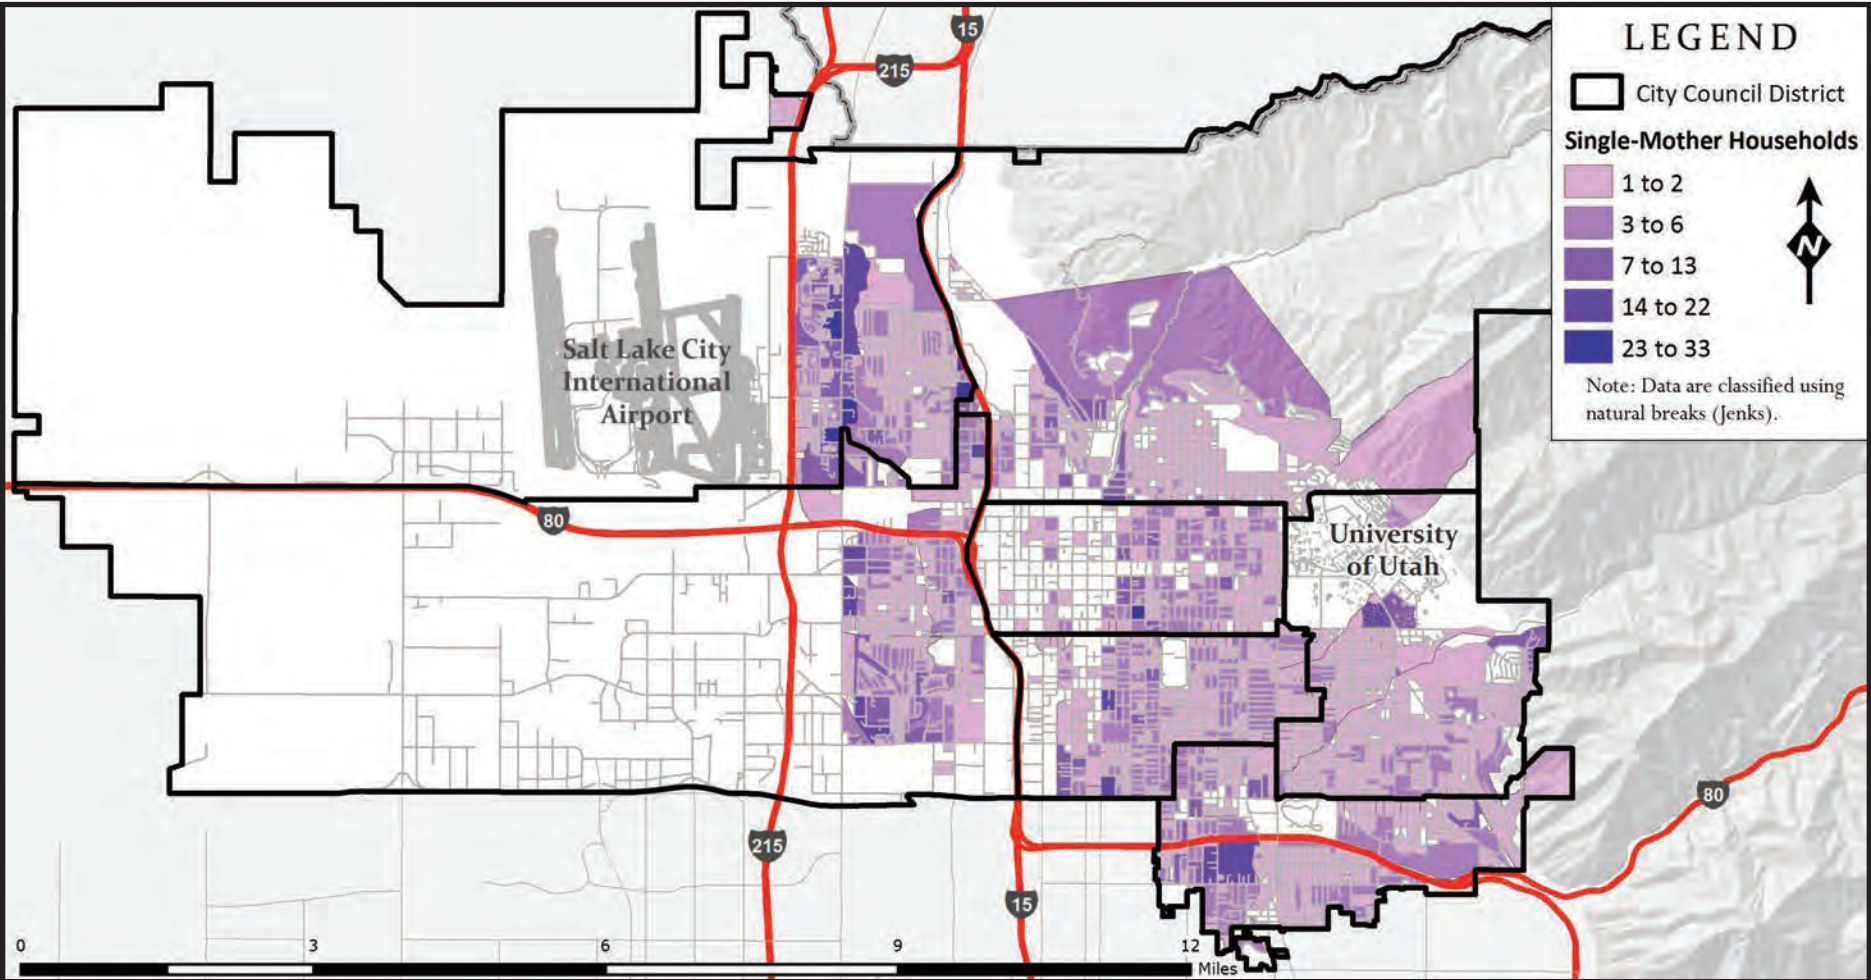 LEGEND
City Council District
Single-Mother Households
1 to 2
3 to 6
7 to 13
14 to 22
23 to 33
N
Note: Data are classified using
natural breaks (Jenks).
15
215
Salt Lake City
International
Airport
80
University
of Utah
80
215
15
0 3 6 9 12
Miles